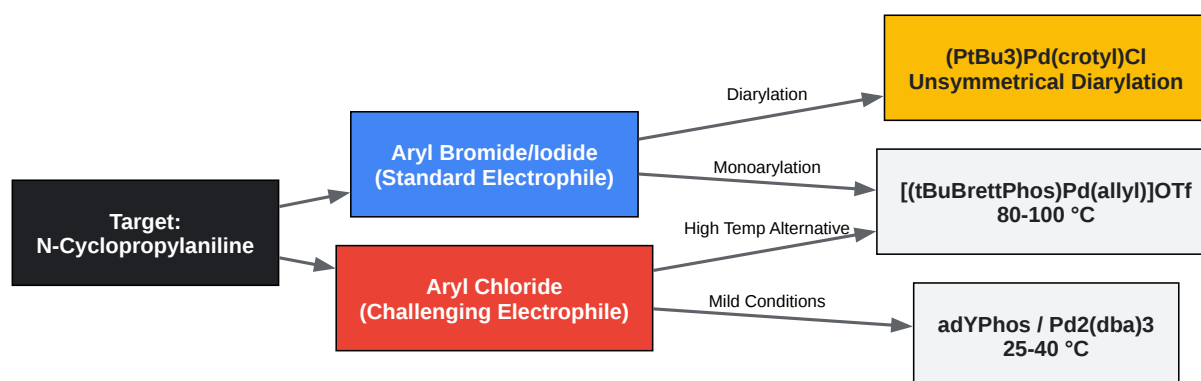 Target:
N-Cyclopropylaniline
Aryl Bromide/Iodide
(Standard Electrophile)
Aryl Chloride
(Challenging Electrophile)
Diarylation
Monoarylation
High Temp Alternative
Mild Conditions
(PtBu3)Pd(crotyl)Cl
Unsymmetrical Diarylation
[(tBuBrettPhos)Pd(allyl)]OTf
80-100 °C
adYPhos / Pd2(dba)3
25-40 °C